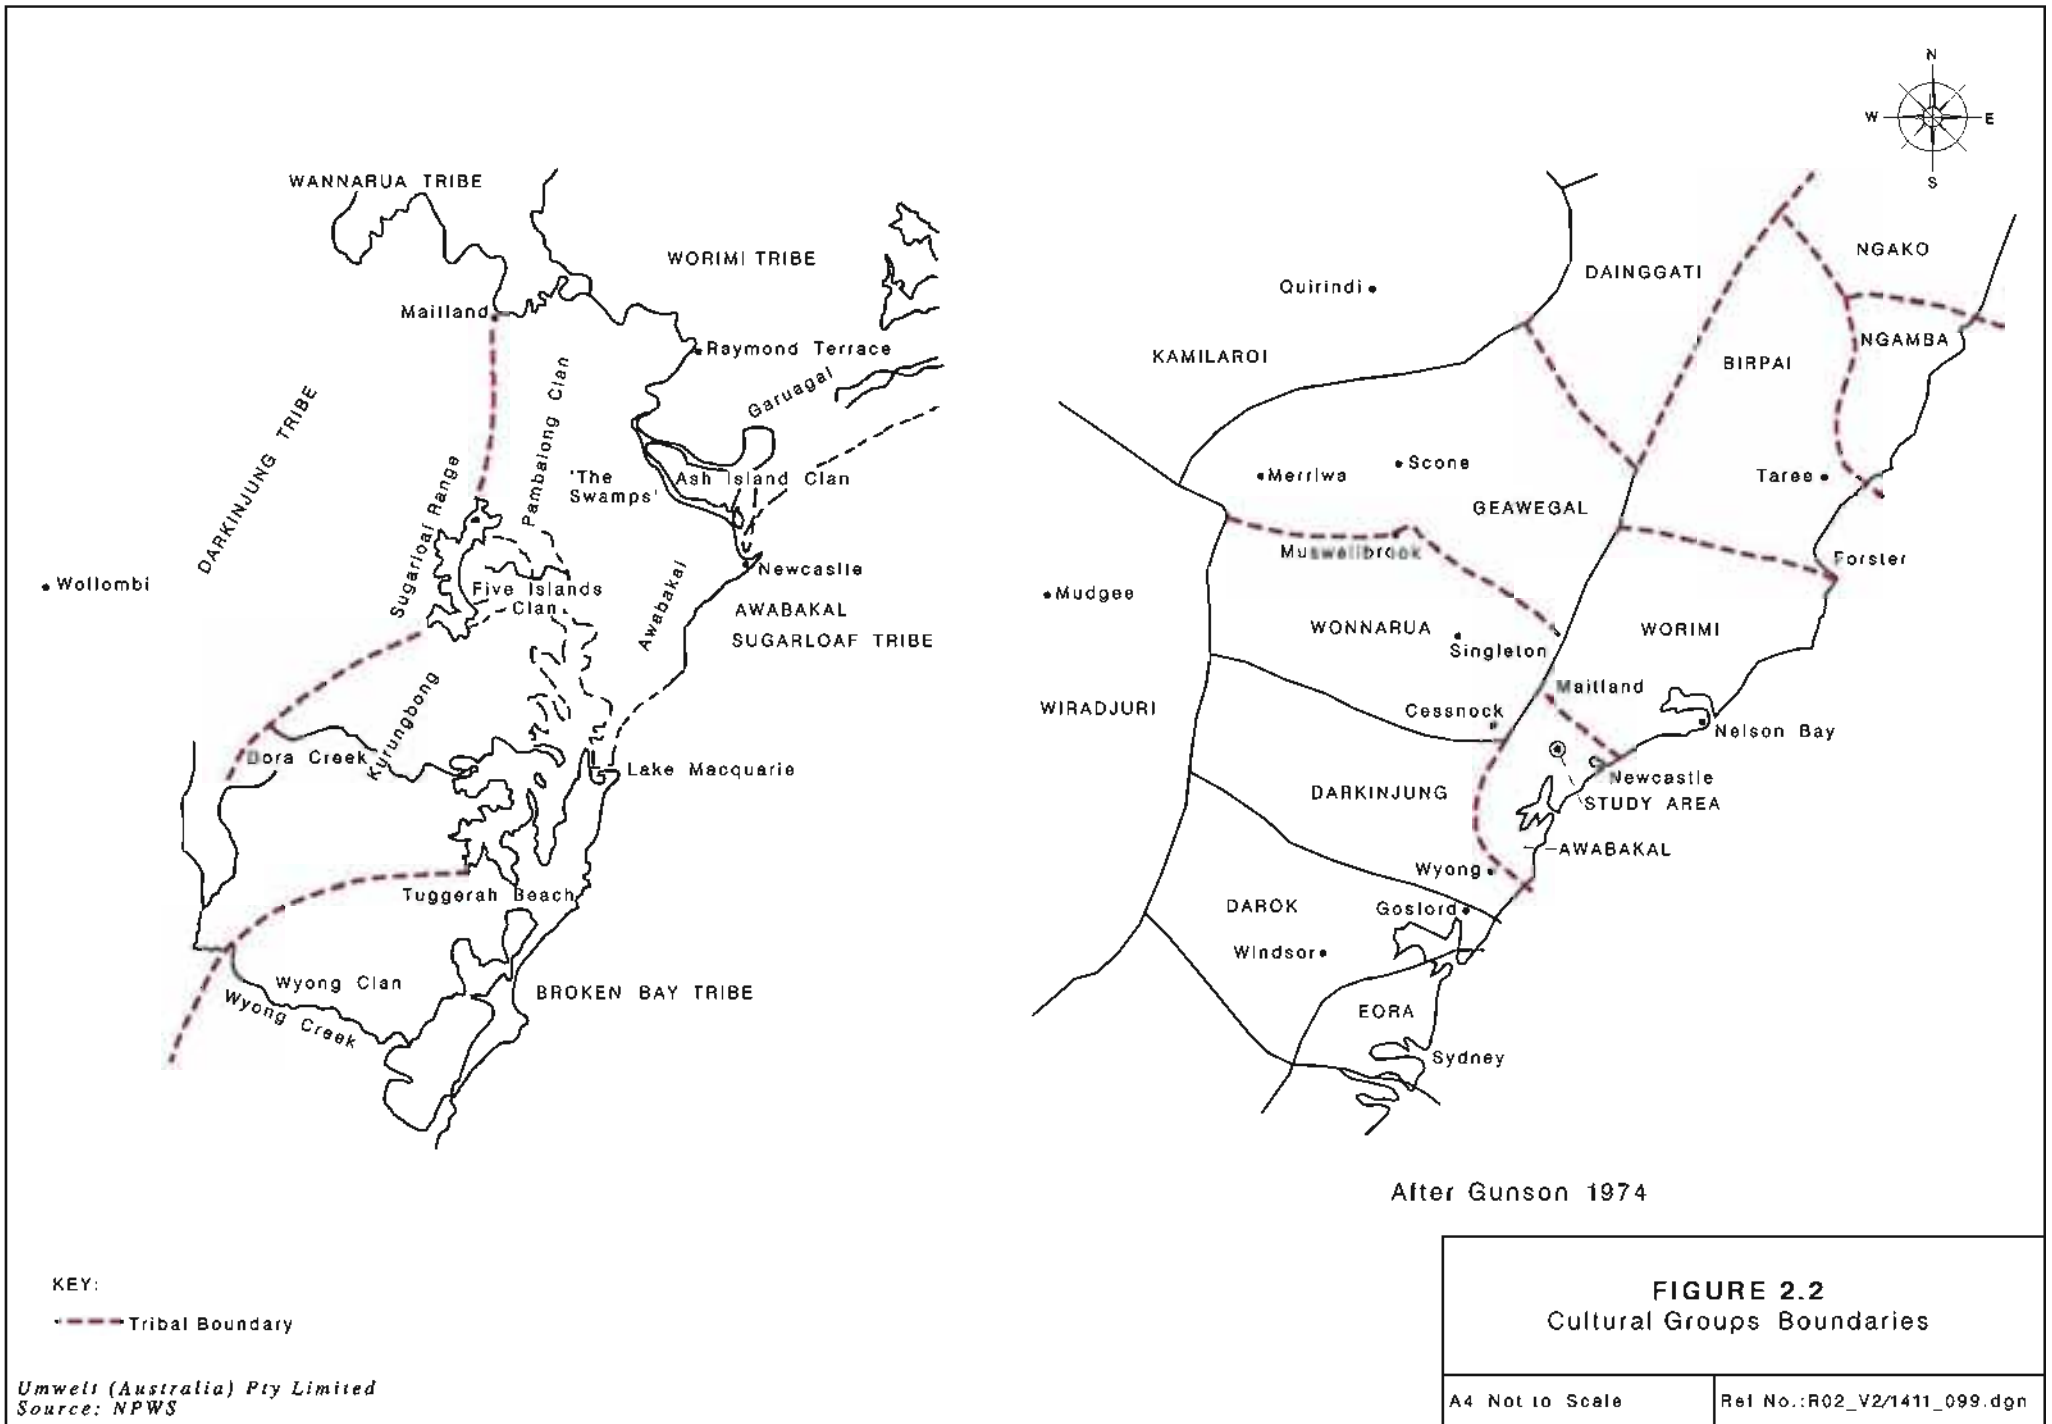 N
W E
S
WANNARUA TRIBE
WORIMI TRIBE
Maitland
Raymond Terrace
Garuagal
Pambalong Clan
DARKINJUNG TRIBE
Sugarloaf Range
'The
Swamps'
Ash Island Clan
Wollombi
Five Islands
Clan
Newcastle
Awabakal
AWABAKAL
SUGARLOAF TRIBE
Kurungbong
Dora Creek
Lake Macquarie
Tuggerah Beach
Wyong Clan
Wyong Creek
BROKEN BAY TRIBE
NGAKO
DAINGGATI
Quirindi
NGAMBA
KAMILAROI
BIRPAI
Scone
Merriwa
Taree
GEAWEGAL
Muswellbrook
Forster
Mudgee
WONNARUA
Singleton
WORIMI
Maitland
WIRADJURI
Cessnock
Nelson Bay
Newcastle
STUDY AREA
DARKINJUNG
AWABAKAL
Wyong
DAROK
Gosford
Windsor
EORA
Sydney
After Gunson 1974
KEY:
Tribal Boundary
Umwelt (Australia) Pty Limited
Source: NPWS
FIGURE 2.2
Cultural Groups Boundaries
A4 Not to Scale
Ref No.:R02_V2/1411_099.dgn